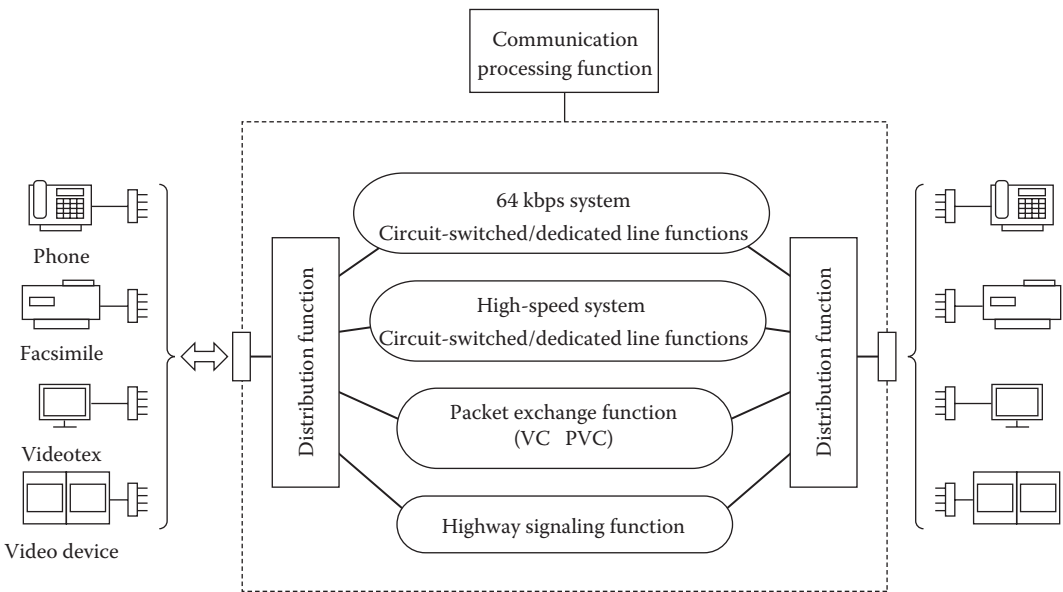 Communication
processing function
64 kbps system
Circuit-switched/dedicated line functions
Phone
High-speed system
Circuit-switched/dedicated line functions
Facsimile
Distribution function
Distribution function
Packet exchange function
(VC PVC)
Videotex
Highway signaling function
Video device